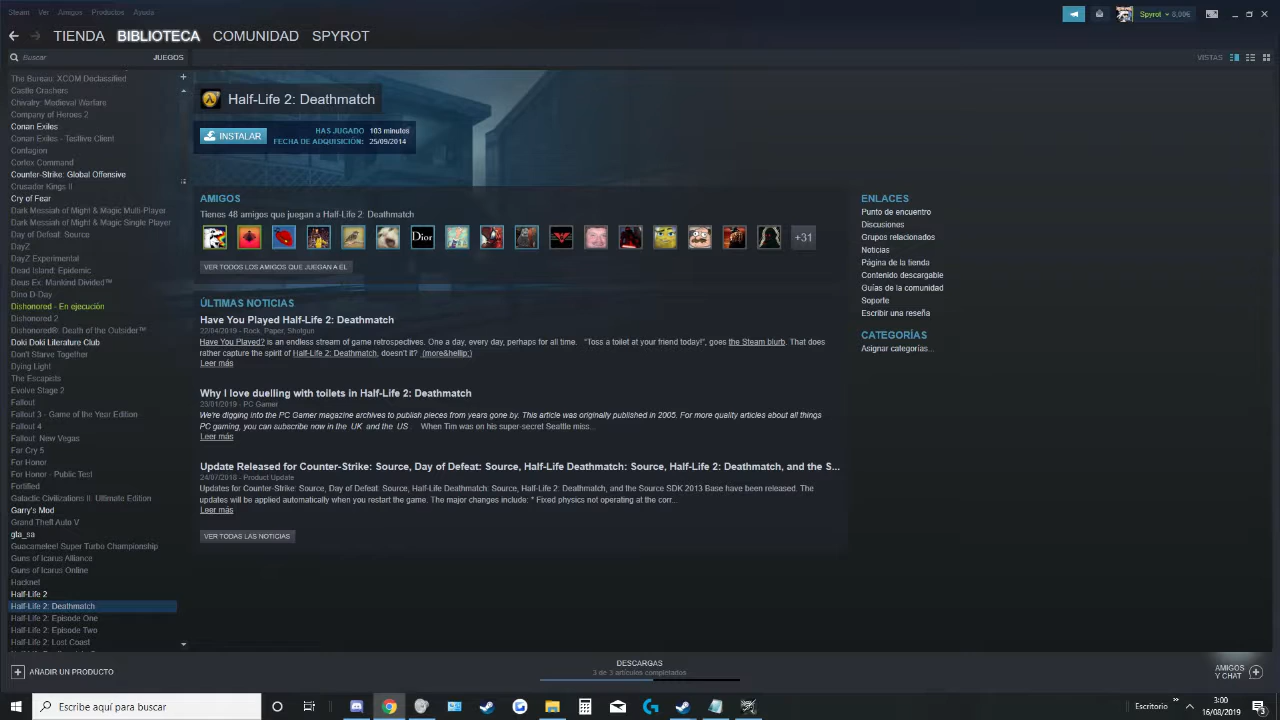 Steam Ver Amigos Productos Ayuda
Spyrot 8,06€
TIENDA BIBLIOTECA COMUNIDAD SPYROT
Buscar JUEGOS VISTAS
The Bureau: XCOM Declassified
Castle Crashers
Chivalry: Medieval Warfare
Company of Heroes 2
Conan Exiles
Conan Exiles - Testlive Client
Contagion
Cortex Command
Counter-Strike: Global Offensive
Crusader Kings II
Cry of Fear
Dark Messiah of Might & Magic Multi-Player
Dark Messiah of Might & Magic Single Player
Day of Defeat: Source
DayZ
DayZ Experimental
Dead Island: Epidemic
Deus Ex: Mankind Divided™
Dino D-Day
Dishonored - En ejecución
Dishonored 2
Dishonored®: Death of the Outsider™
Doki Doki Literature Club
Don't Starve Together
Dying Light
The Escapists
Evolve Stage 2
Fallout
Fallout 3 - Game of the Year Edition
Fallout 4
Fallout: New Vegas
Far Cry 5
For Honor
For Honor - Public Test
Fortified
Galactic Civilizations II: Ultimate Edition
Garry's Mod
Grand Theft Auto V
gta_sa
Guacamelee! Super Turbo Championship
Guns of Icarus Alliance
Guns of Icarus Online
Hacknet
Half-Life 2
Half-Life 2: Deathmatch
Half-Life 2: Episode One
Half-Life 2: Episode Two
Half-Life 2: Lost Coast
Half-Life 2: Deathmatch
INSTALAR
HAS JUGADO 103 minutos
FECHA DE ADQUISICIÓN: 25/09/2014
AMIGOS
Tienes 48 amigos que juegan a Half-Life 2: Deathmatch
Dior
+31
VER TODOS LOS AMIGOS QUE JUEGAN A ÉL
ÚLTIMAS NOTICIAS
Have You Played Half-Life 2: Deathmatch
22/04/2019 - Rock, Paper, Shotgun
Have You Played? is an endless stream of game retrospectives. One a day, every day, perhaps for all time. "Toss a toilet at your friend today!", goes the Steam blurb. That does
rather capture the spirit of Half-Life 2: Deathmatch, doesn't it? (more&hellip;)
Leer más
Why I love duelling with toilets in Half-Life 2: Deathmatch
23/01/2019 - PC Gamer
We're digging into the PC Gamer magazine archives to publish pieces from years gone by. This article was originally published in 2005. For more quality articles about all things
PC gaming, you can subscribe now in the UK and the US When Tim was on his super-secret Seattle miss...
Leer más
Update Released for Counter-Strike: Source, Day of Defeat: Source, Half-Life Deathmatch: Source, Half-Life 2: Deathmatch, and the S...
24/07/2018 - Product Update
Updates for Counter-Strike: Source, Day of Defeat: Source, Half-Life Deathmatch: Source, Half-Life 2: Deathmatch, and the Source SDK 2013 Base have been released. The
updates will be applied automatically when you restart the game. The major changes include: * Fixed physics not operating at the corr...
Leer más
VER TODAS LAS NOTICIAS
ENLACES
Punto de encuentro
Discusiones
Grupos relacionados
Noticias
Página de la tienda
Contenido descargable
Guías de la comunidad
Soporte
Escribir una reseña
CATEGORÍAS
Asignar categorías...
AÑADIR UN PRODUCTO
DESCARGAS
3 de 3 artículos completados
AMIGOS
Y CHAT
Escribe aquí para buscar
Escritorio
3:00
16/08/2019